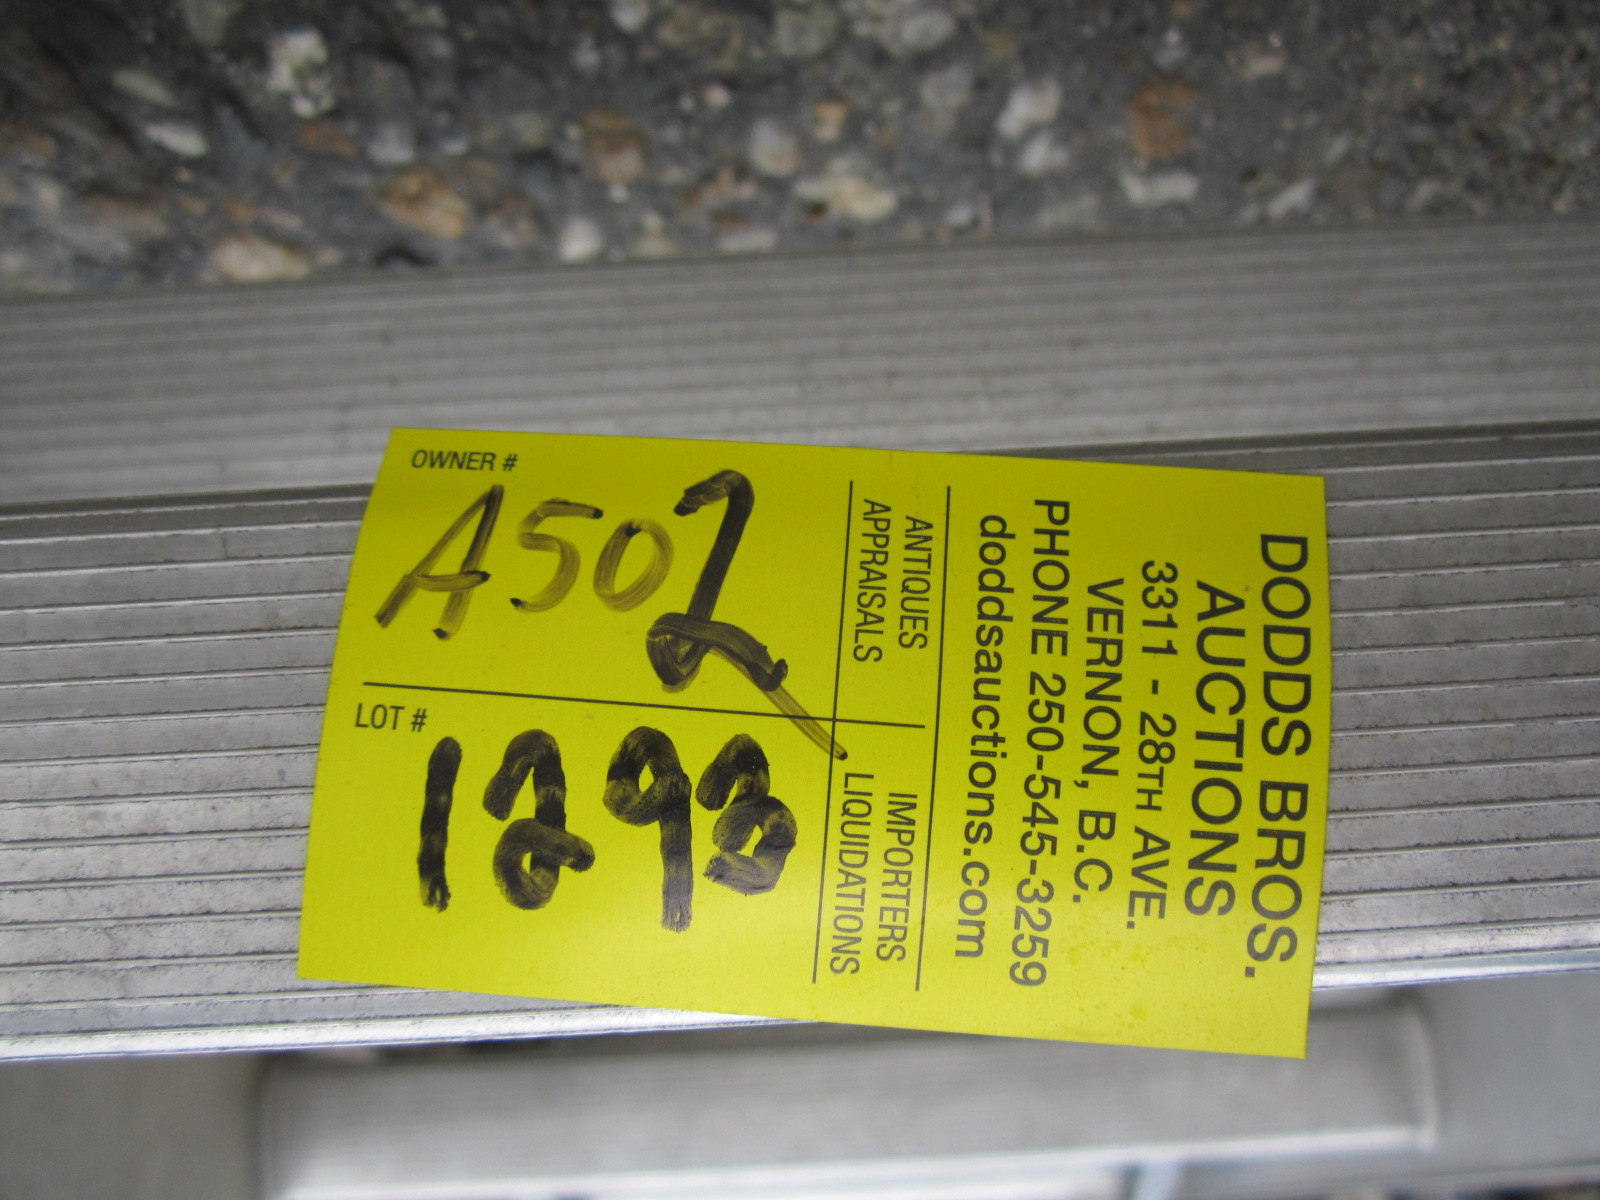 DODDS BROS.
AUCTIONS
3311 - 28TH AVE.
VERNON, B.C.
PHONE 250-545-3259
doddsauctions.com
ANTIQUES
APPRAISALS
IMPORTERS
LIQUIDATIONS
OWNER #
A502
LOT #
1293